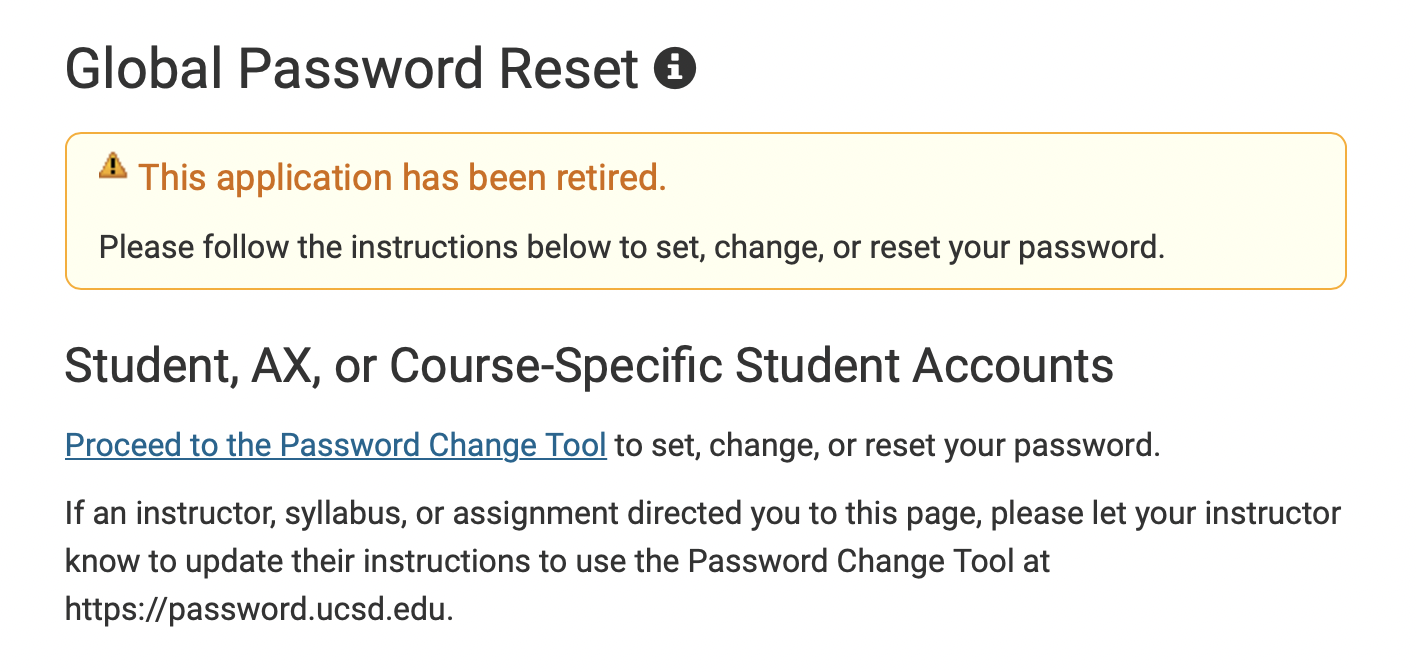 Global Password Reset
This application has been retired.
Please follow the instructions below to set, change, or reset your password.
Student, AX, or Course-Specific Student Accounts
Proceed to the Password Change Tool to set, change, or reset your password.
If an instructor, syllabus, or assignment directed you to this page, please let your instructor
know to update their instructions to use the Password Change Tool at
https://password.ucsd.edu.